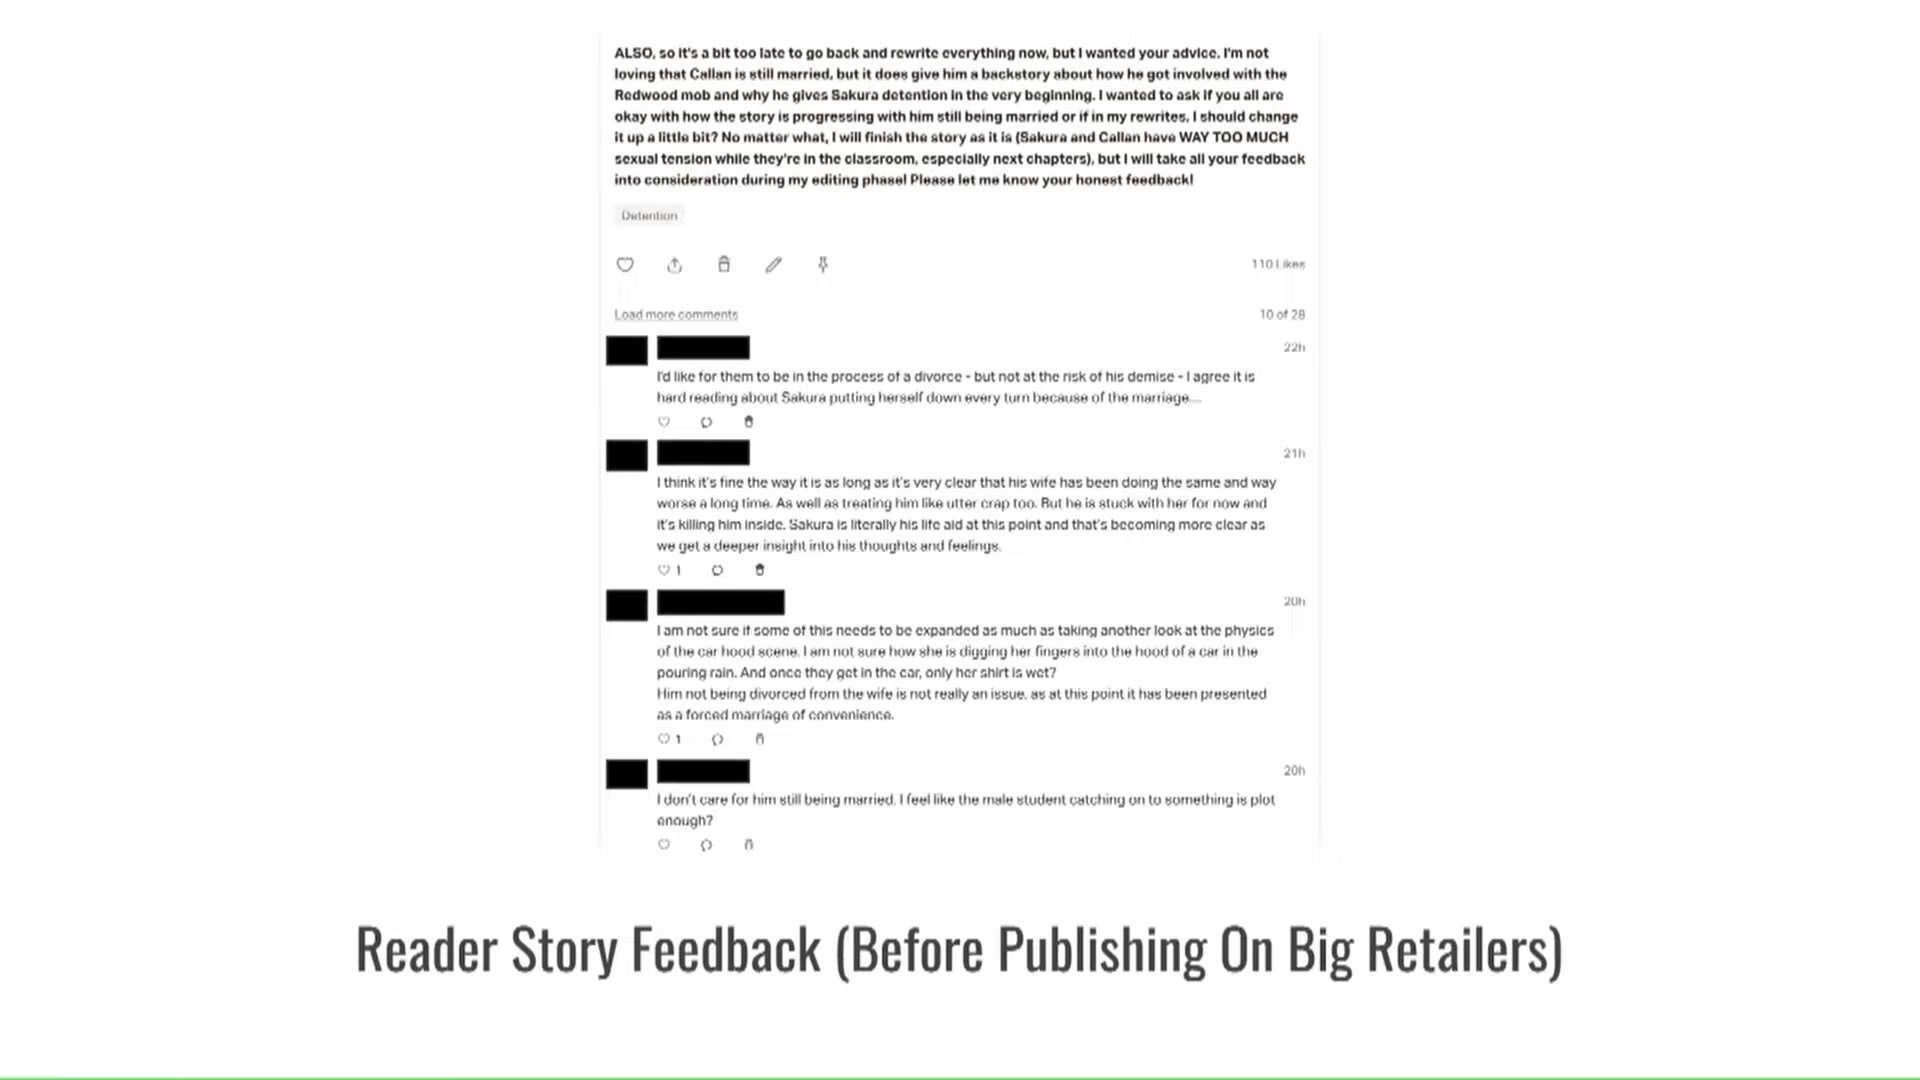 ALSO, so it's a bit too late to go back and rewrite everything now, but I wanted your advice. I'm not
loving that Callan is still married, but it does give him a backstory about how he got involved with the
Redwood mob and why he gives Sakura detention in the very beginning. I wanted to ask if you all are
okay with how the story is progressing with him still being married or if in my rewrites, I should change
it up a little bit? No matter what, I will finish the story as it is (Sakura and Callan have WAY TOO MUCH
sexual tension while they're in the classroom, especially next chapters), but I will take all your feedback
into consideration during my editing phase! Please let me know your honest feedback!
Detention
110 Likes
Load more comments
10 of 28
22h
I'd like for them to be in the process of a divorce - but not at the risk of his demise - I agree it is
hard reading about Sakura putting herself down every turn because of the marriage....
21h
I think it's fine the way it is as long as it's very clear that his wife has been doing the same and way
worse a long time. As well as treating him like utter crap too. But he is stuck with her for now and
it's killing him inside. Sakura is literally his life aid at this point and that's becoming more clear as
we get a deeper insight into his thoughts and feelings.
1
20h
I am not sure if some of this needs to be expanded as much as taking another look at the physics
of the car hood scene. I am not sure how she is digging her fingers into the hood of a car in the
pouring rain. And once they get in the car, only her shirt is wet?
Him not being divorced from the wife is not really an issue. as at this point it has been presented
as a forced marriage of convenience.
1
20h
I don't care for him still being married. I feel like the male student catching on to something is plot
enough?
Reader Story Feedback (Before Publishing On Big Retailers)